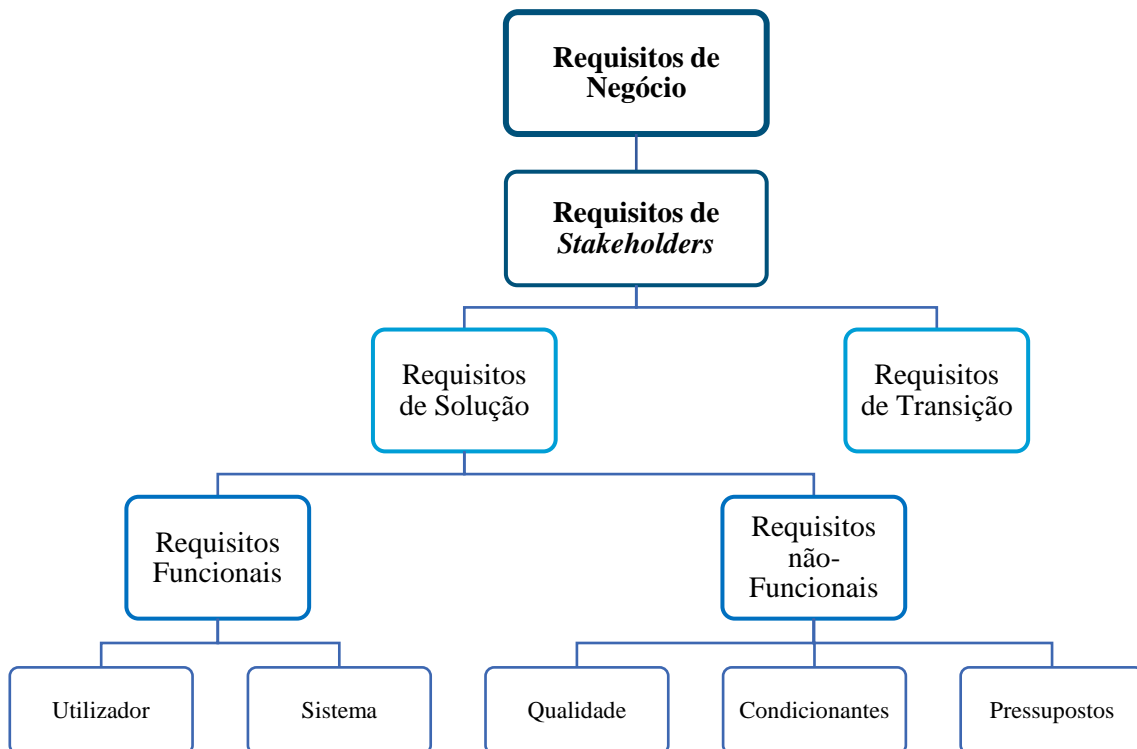 Requisitos de
Negócio
Requisitos de
Stakeholders
Requisitos
de Solução
Requisitos
de Transição
Requisitos
Funcionais
Requisitos
não-
Funcionais
Utilizador
Sistema
Qualidade
Condicionantes
Pressupostos